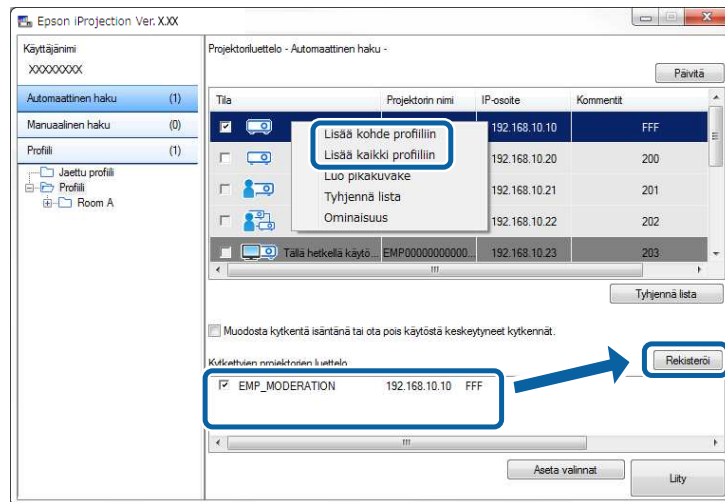 Epson iProjection Ver. X.XX
Käyttäjänimi
XXXXXXXX
Automaattinen haku (1)
Manuaalinen haku (0)
Profiili (1)
Jaettu profiili
Profiili
Room A
Projektoriluettelo - Automaattinen haku -
Päivitä
Tila Projektorin nimi IP-osoite Kommentit
192.168.10.10 FFF
192.168.10.20 200
192.168.10.21 201
192.168.10.22 202
Tällä hetkellä käytö... EMP00000000000... 192.168.10.23 203
Lisää kohde profiiliin
Lisää kaikki profiiliin
Luo pikakuvake
Tyhjennä lista
Ominaisuus
Tyhjennä lista
Muodosta kytkentä isäntänä tai ota pois käytöstä keskeytyneet kytkennät.
Kytkettyjen projektorien luettelo
Rekisteröi
EMP_MODERATION 192.168.10.10 FFF
Aseta valinnat
Liity